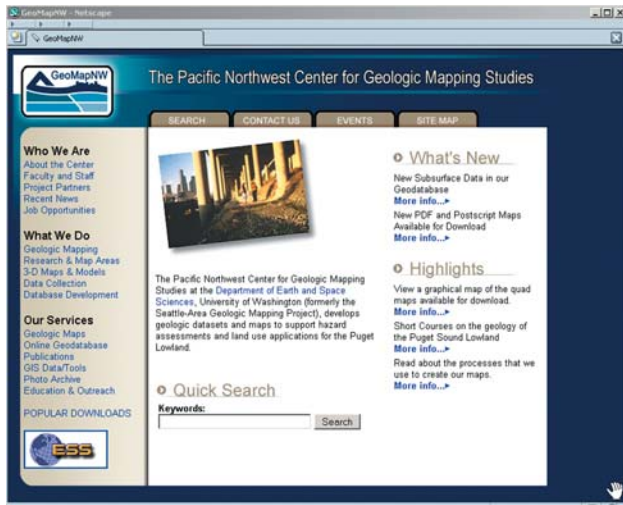 GeoMapNW - Netscape
GeoMapNW
GeoMapNW
The Pacific Northwest Center for Geologic Mapping Studies
SEARCH
CONTACT US
EVENTS
SITE MAP
Who We Are
About the Center
Faculty and Staff
Project Partners
Recent News
Job Opportunities
What We Do
Geologic Mapping
Research & Map Areas
3-D Maps & Models
Data Collection
Database Development
Our Services
Geologic Maps
Online Geodatabase
Publications
GIS Data/Tools
Photo Archive
Education & Outreach
POPULAR DOWNLOADS
ESS
The Pacific Northwest Center for Geologic Mapping
Studies at the Department of Earth and Space
Sciences, University of Washington (formerly the
Seattle-Area Geologic Mapping Project), develops
geologic datasets and maps to support hazard
assessments and land use applications for the Puget
Lowland.
Quick Search
Keywords:
Search
What's New
New Subsurface Data in our
Geodatabase
More info...
New PDF and Postscript Maps
Available for Download
More info...
Highlights
View a graphical map of the quad
maps available for download.
Short Courses on the geology of
the Puget Sound Lowland
More info...
Read about the processes that we
use to create our maps.
More info...